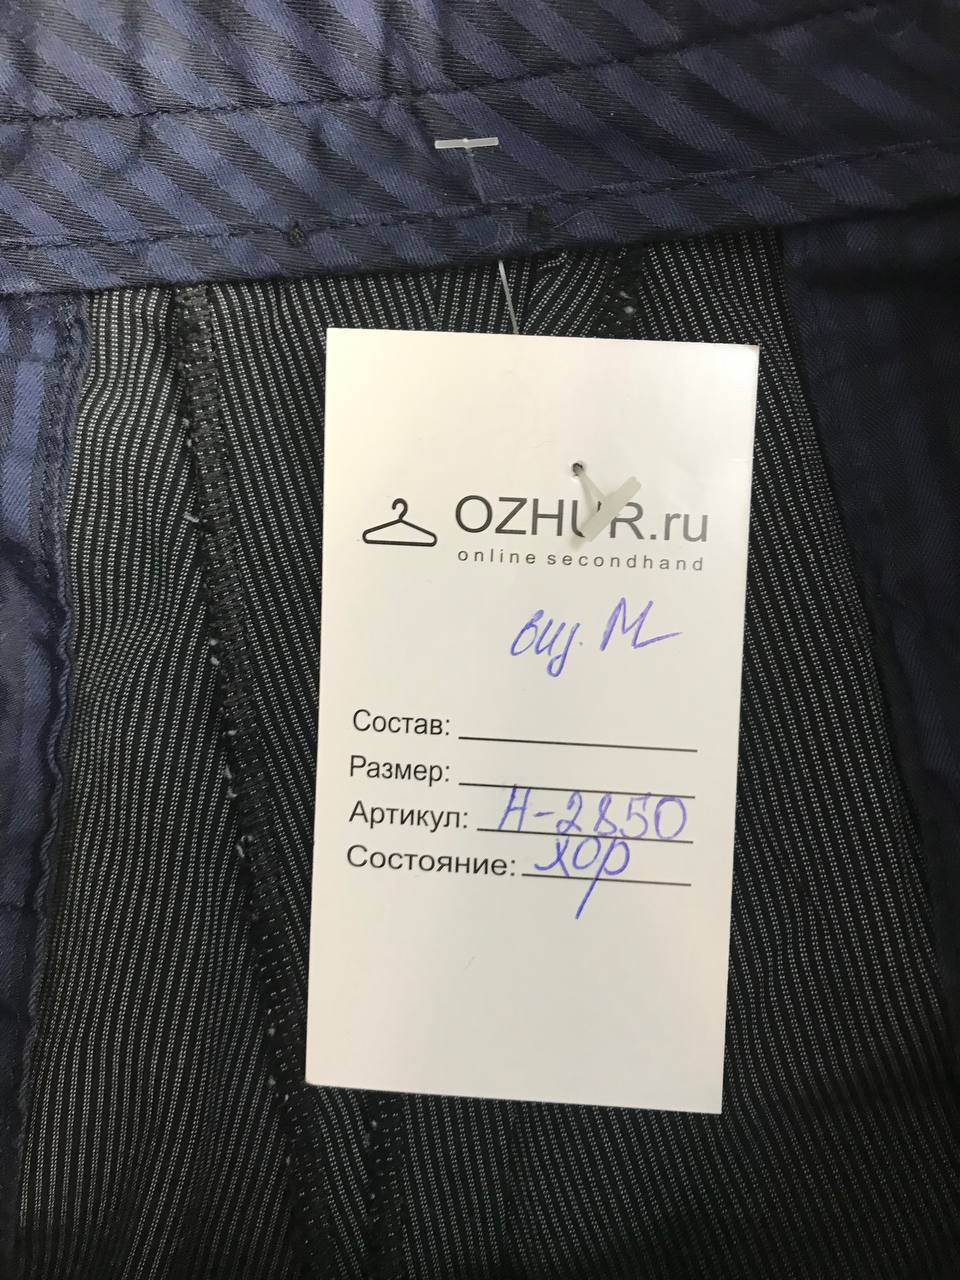 OZHUR.ru
online secondhand
виз. M
Состав:
Размер:
Артикул: Н-2850
Состояние: хор